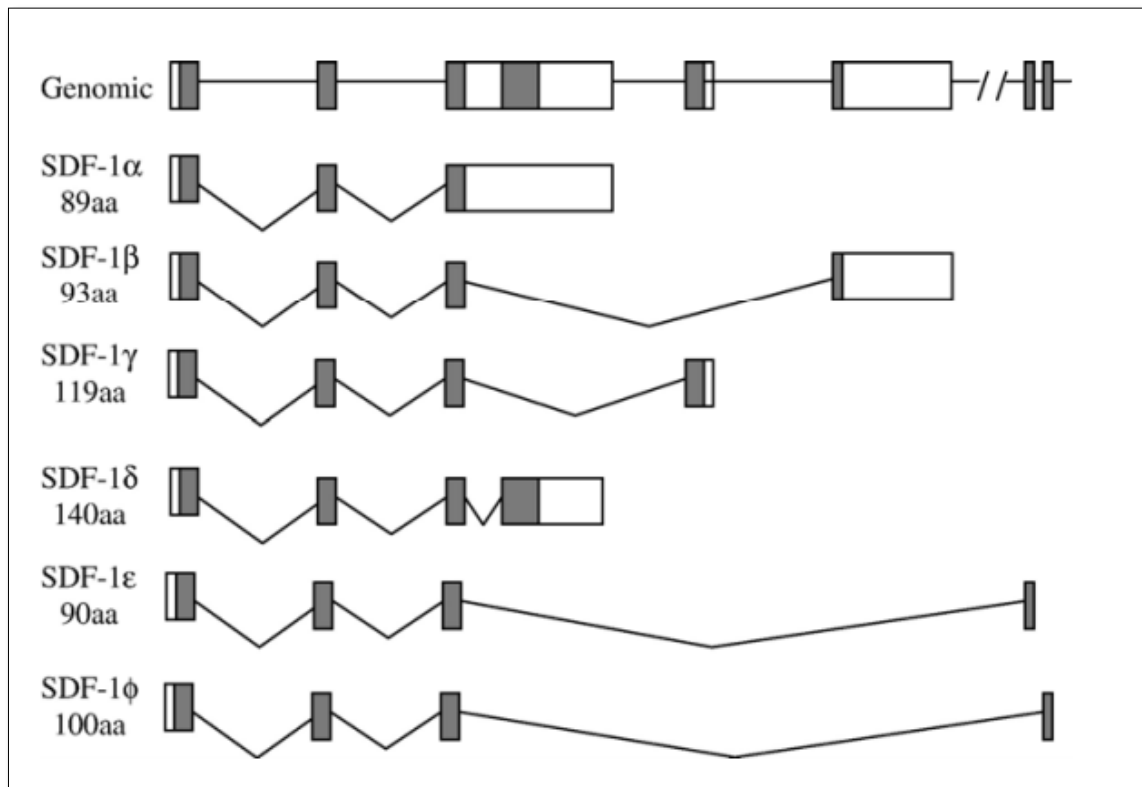 Genomic
SDF-1α
89aa
SDF-1β
93aa
SDF-1γ
119aa
SDF-1δ
140aa
SDF-1ε
90aa
SDF-1ϕ
100aa